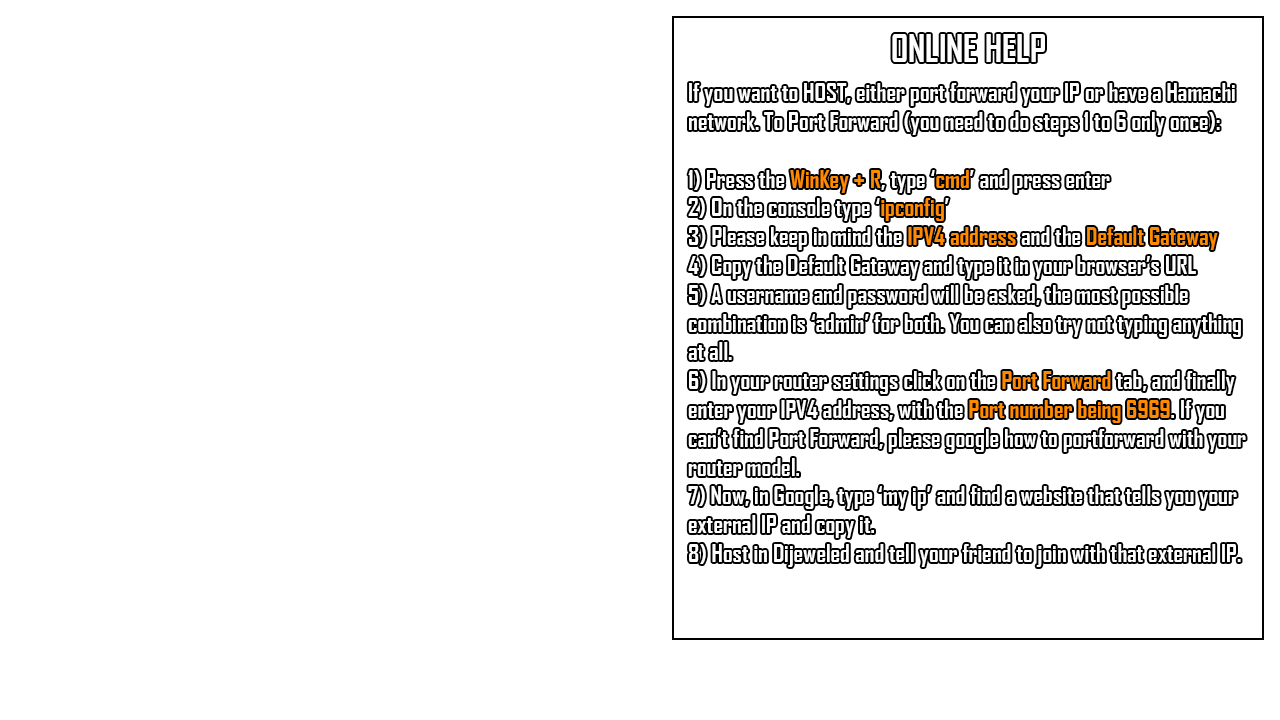 ONLINE HELP
If you want to HOST, either port forward your IP or have a Hamachi
network. To Port Forward (you need to do steps 1 to 6 only once):
1) Press the WinKey + R, type ‘cmd’ and press enter
2) On the console type ‘ipconfig’
3) Please keep in mind the IPV4 address and the Default Gateway
4) Copy the Default Gateway and type it in your browser’s URL
5) A username and password will be asked, the most possible
combination is ‘admin’ for both. You can also try not typing anything
at all.
6) In your router settings click on the Port Forward tab, and finally
enter your IPV4 address, with the Port number being 6969. If you
can’t find Port Forward, please google how to portforward with your
router model.
7) Now, in Google, type ‘my ip’ and find a website that tells you your
external IP and copy it.
8) Host in Dijeweled and tell your friend to join with that external IP.